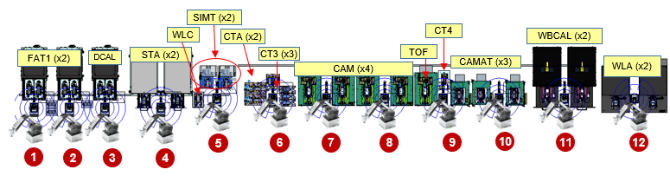 SIMT (x2)
WLC
CTA (x2)
CT3 (x3)
CT4
TOF
WBCAL (x2)
FAT1 (x2)
DCAL
STA (x2)
CAM (x4)
CAMAT (x3)
WLA (x2)
1 2 3 4 5 6 7 8 9 10 11 12